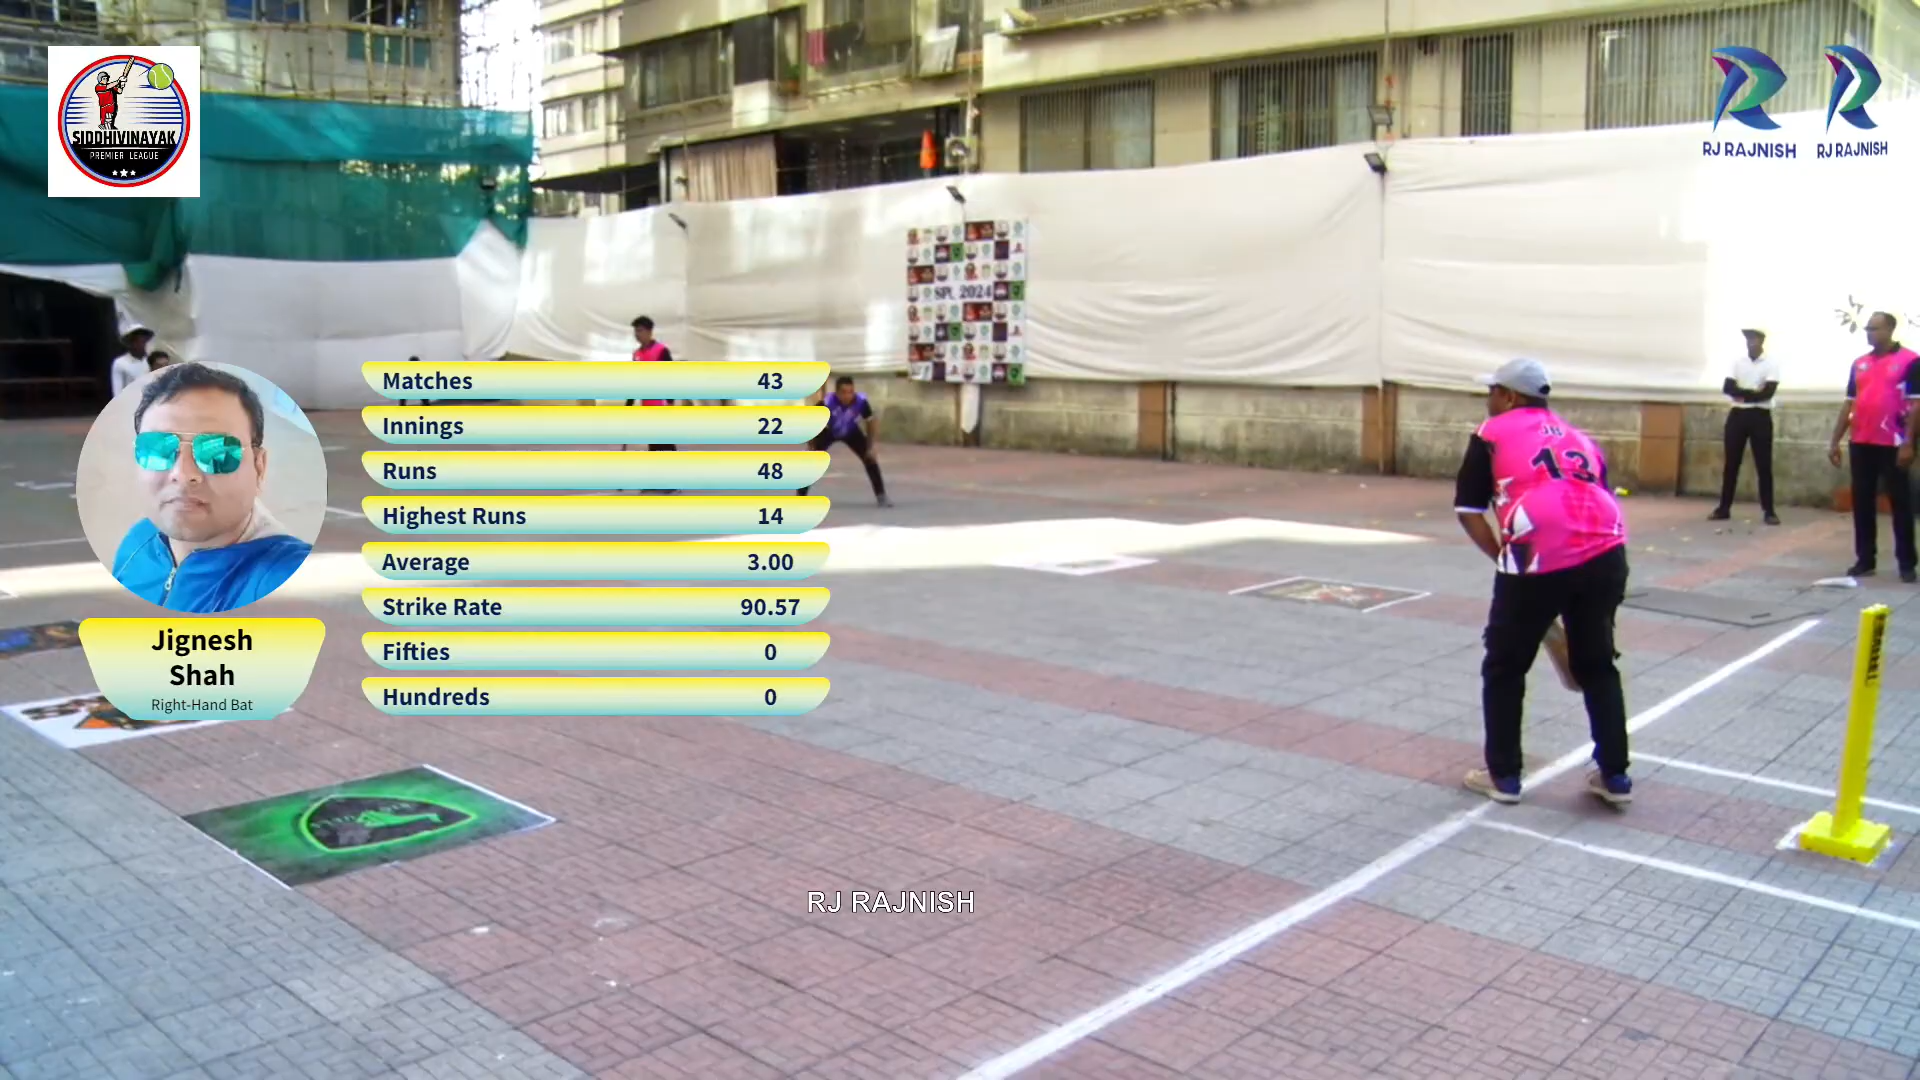 SIDDHIVINAYAK
PREMIER LEAGUE
RJ RAJNISH
RJ RAJNISH
SPL 2024
Matches 43
Innings 22
Runs 48
Highest Runs 14
Average 3.00
Strike Rate 90.57
Fifties 0
Hundreds 0
Jignesh
Shah
Right-Hand Bat
JB
13
RJ RAJNISH